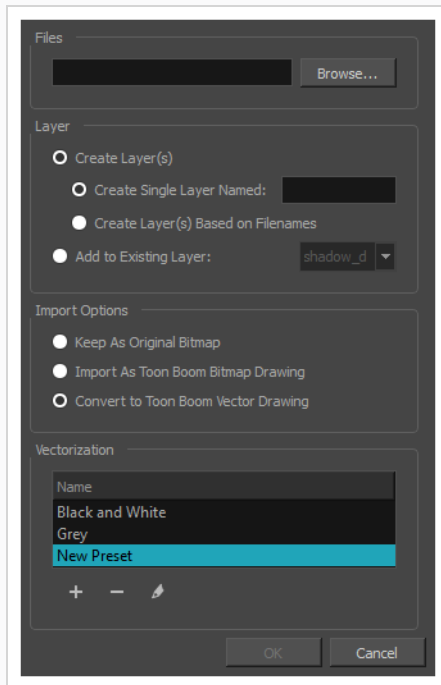 Files
Browse...
Layer
Create Layer(s)
Create Single Layer Named:
Create Layer(s) Based on Filenames
Add to Existing Layer: shadow_d
Import Options
Keep As Original Bitmap
Import As Toon Boom Bitmap Drawing
Convert to Toon Boom Vector Drawing
Vectorization
Name
Black and White
Grey
New Preset
OK Cancel